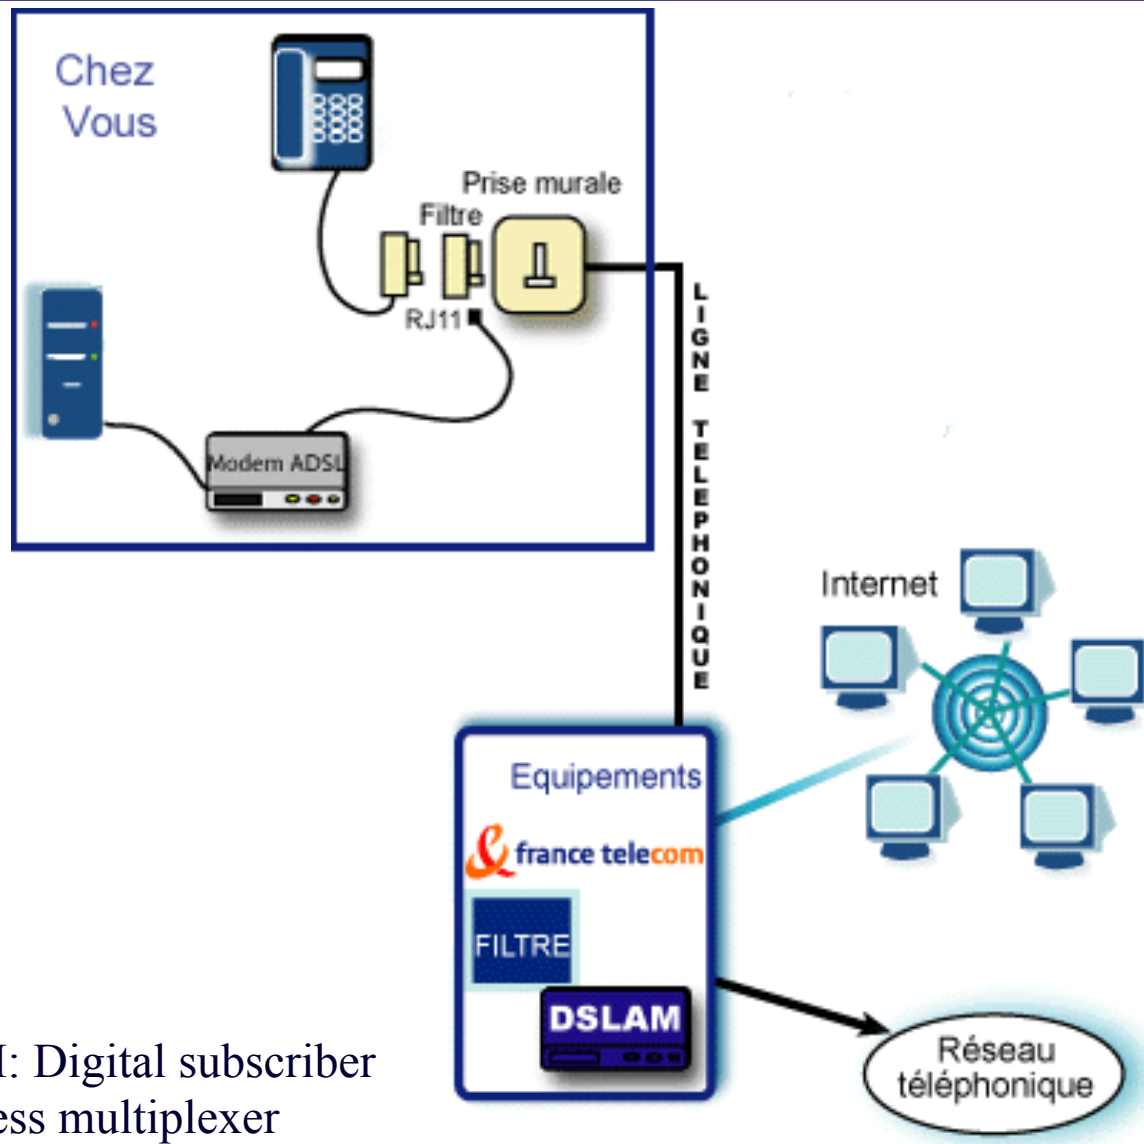 Chez
Vous
Prise murale
Filtre
RJ11
Modem ADSL
LIGNE TELEPHONIQUE
Internet
Equipements
france telecom
FILTRE
DSLAM
Réseau
téléphonique
: Digital subscriber
multiplexer